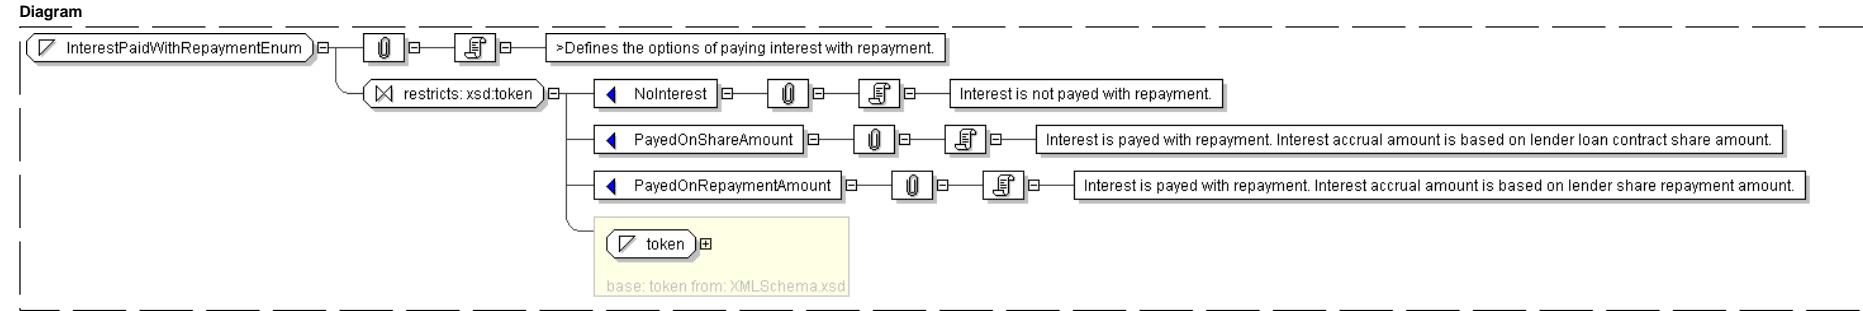 Diagram
InterestPaidWithRepaymentEnum >Defines the options of paying interest with repayment.
restricts: xsd:token NoInterest Interest is not payed with repayment.
PayedOnShareAmount Interest is payed with repayment. Interest accrual amount is based on lender loan contract share amount.
PayedOnRepaymentAmount Interest is payed with repayment. Interest accrual amount is based on lender share repayment amount.
token
base: token from: XMLSchema.xsd